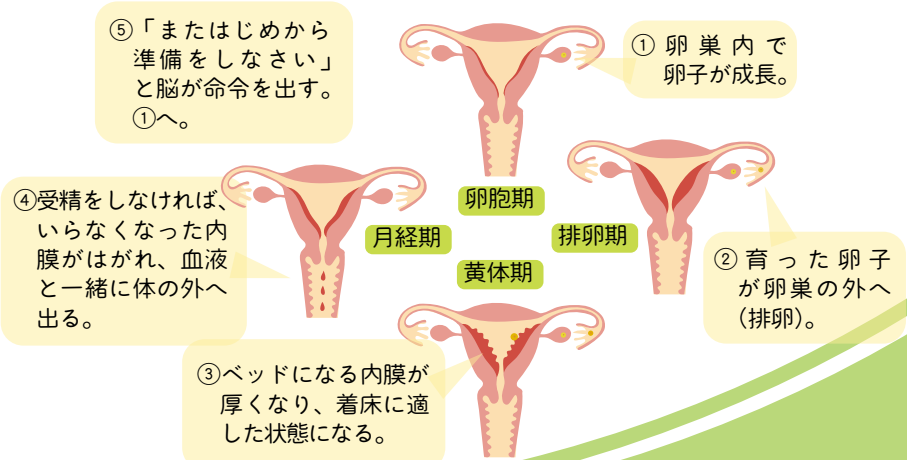 ①卵巣内で
卵子が成長。
②育った卵子
が卵巣の外へ
(排卵)。
③ベッドになる内膜が
厚くなり、着床に適
した状態になる。
④受精をしなければ、
いらなくなった内
膜がはがれ、血液
と一緒に体の外へ
出る。
⑤「またはじめから
準備をしなさい」
と脳が命令を出す。
①へ。
卵胞期
排卵期
黄体期
月経期